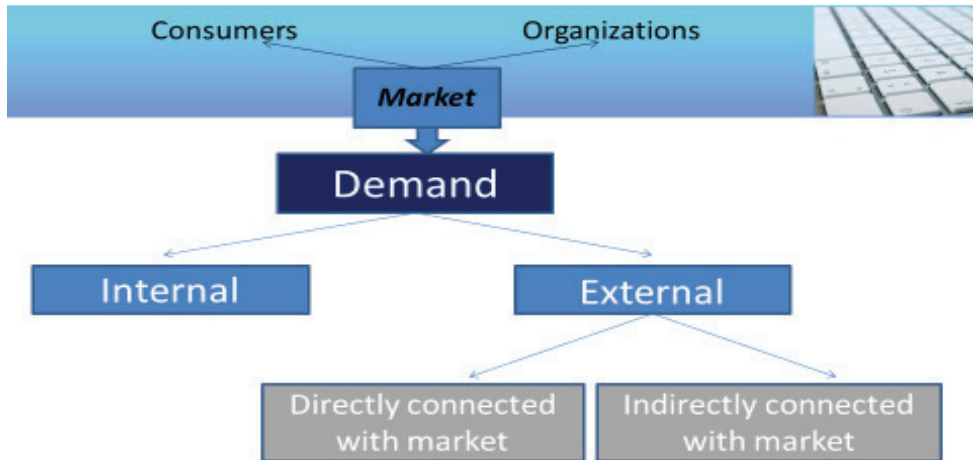 Consumers
Organizations
Market
Demand
Internal
External
Directly connected
with market
Indirectly connected
with market